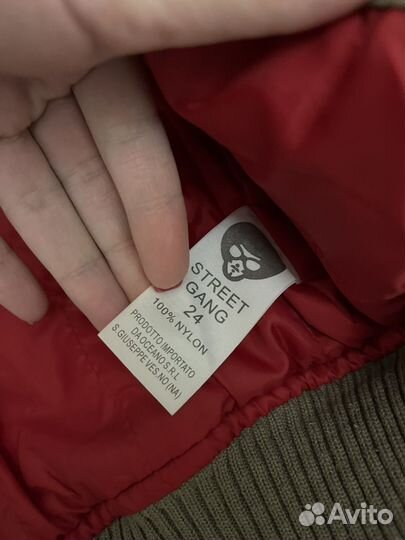 STREET
GANG
24
100% NYLON
PRODOTTO IMPORTATO
DA OCEANO S.R.L
S.GIUSEPPE VES.NO (NA)
Avito